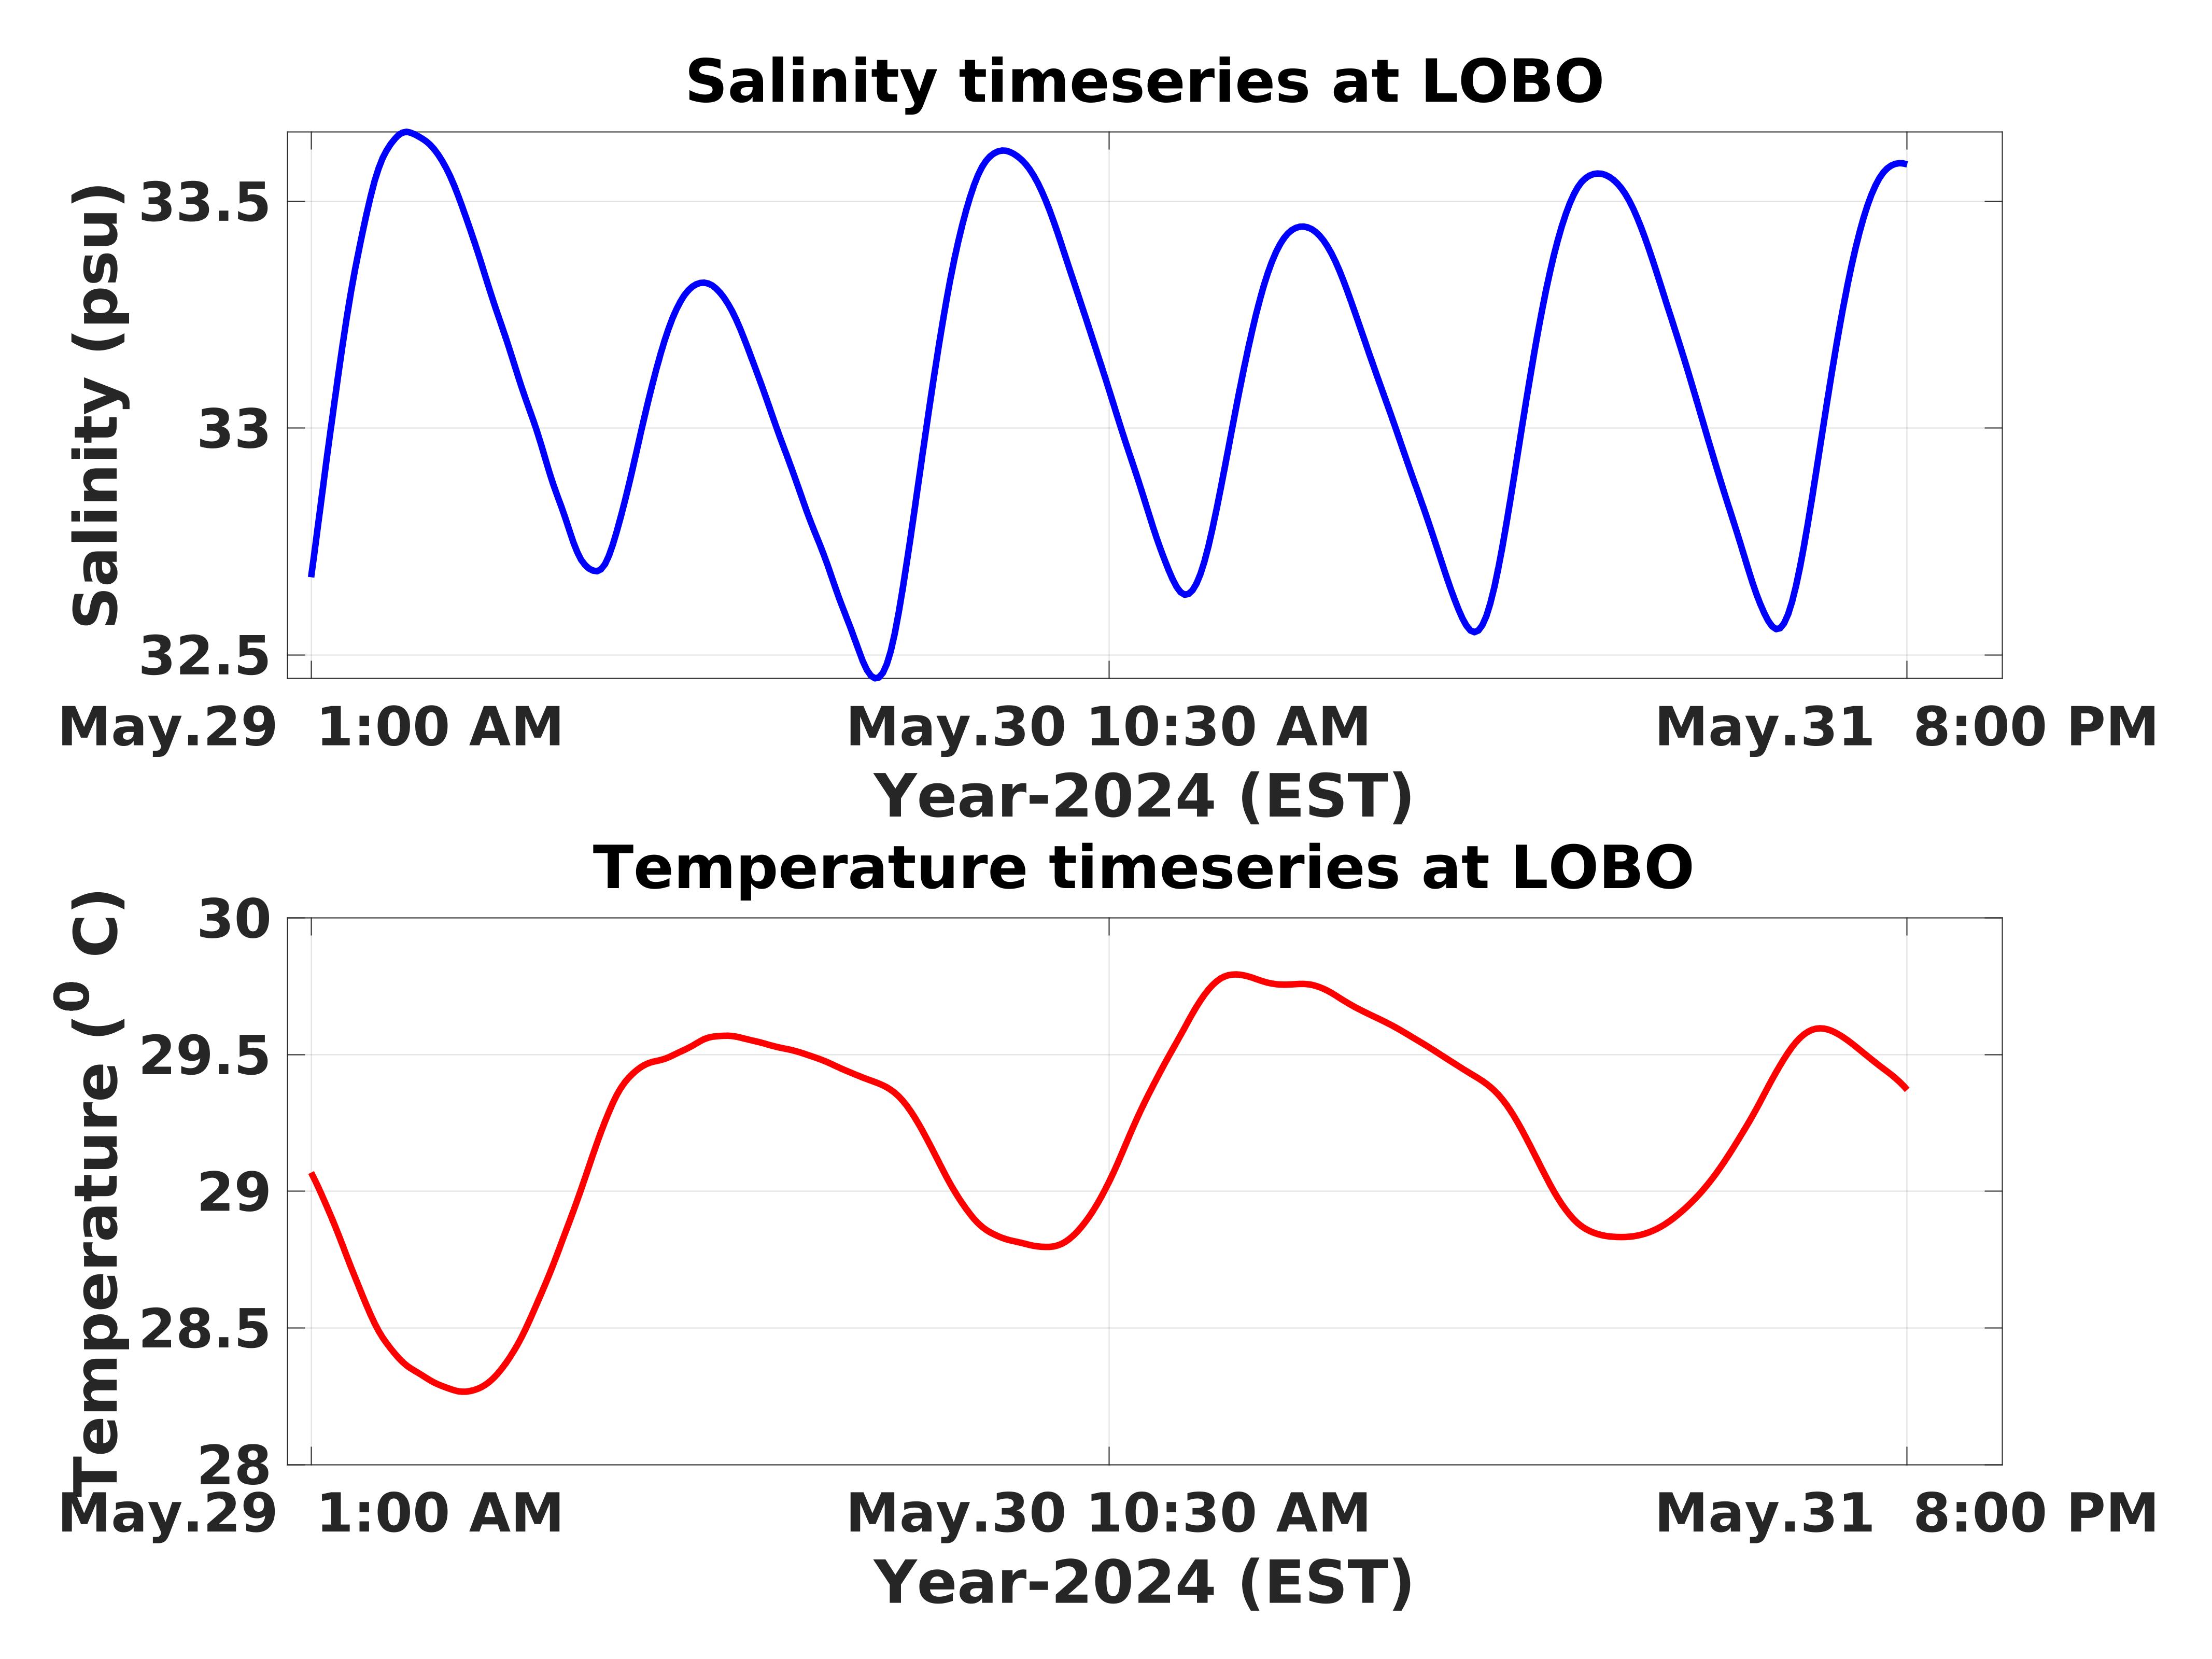 Salinity timeseries at LOBO
Salinity (psu)
33.5
33
32.5
May.29 1:00 AM May.30 10:30 AM May.31 8:00 PM
Year-2024 (EST)
Temperature timeseries at LOBO
Temperature (⁰ C)
30
29.5
29
28.5
28
May.29 1:00 AM May.30 10:30 AM May.31 8:00 PM
Year-2024 (EST)